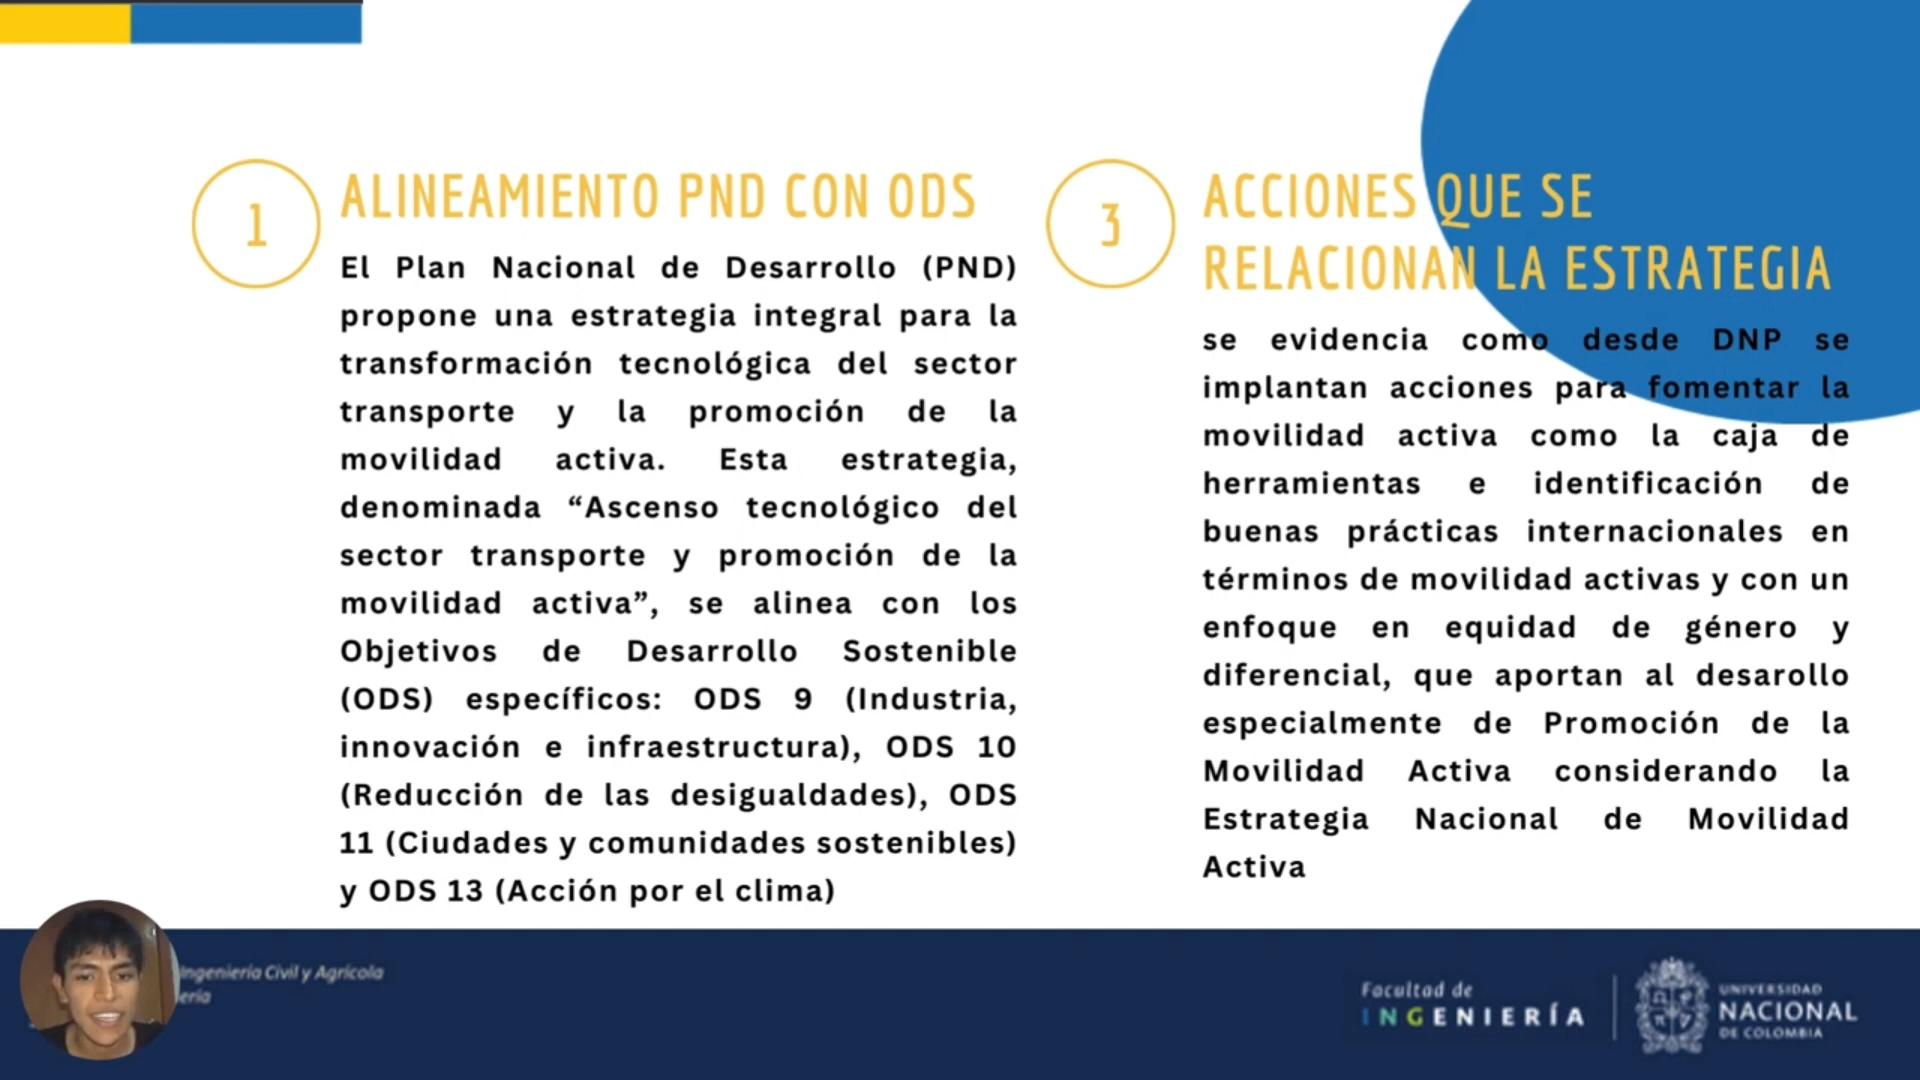 1
ALINEAMIENTO PND CON ODS
El Plan Nacional de Desarrollo (PND)
propone una estrategia integral para la
transformación tecnológica del sector
transporte y la promoción de la
movilidad activa. Esta estrategia,
denominada “Ascenso tecnológico del
sector transporte y promoción de la
movilidad activa”, se alinea con los
Objetivos de Desarrollo Sostenible
(ODS) específicos: ODS 9 (Industria,
innovación e infraestructura), ODS 10
(Reducción de las desigualdades), ODS
11 (Ciudades y comunidades sostenibles)
y ODS 13 (Acción por el clima)
3
ACCIONES QUE SE
RELACIONAN LA ESTRATEGIA
se evidencia como desde DNP se
implantan acciones para fomentar la
movilidad activa como la caja de
herramientas e identificación de
buenas prácticas internacionales en
términos de movilidad activas y con un
enfoque en equidad de género y
diferencial, que aportan al desarollo
especialmente de Promoción de la
Movilidad Activa considerando la
Estrategia Nacional de Movilidad
Activa
Ingeniería Civil y Agrícola
ería
Facultad de
INGENIERÍA
UNIVERSIDAD
NACIONAL
DE COLOMBIA